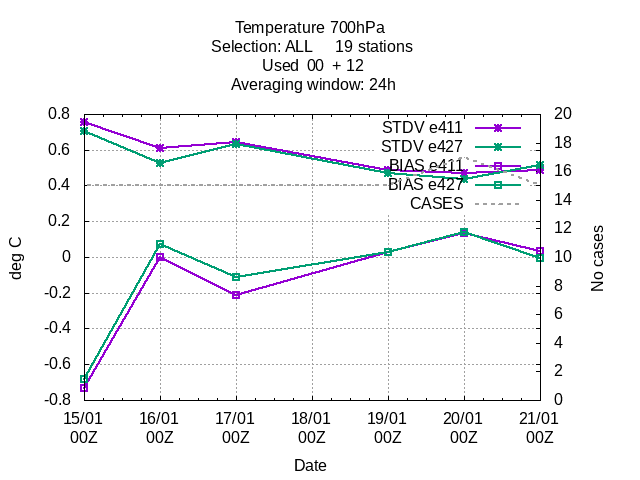 Temperature 700hPa
Selection: ALL     19 stations
Used  00  + 12
Averaging window: 24h
0.8
0.6
0.4
0.2
0
-0.2
-0.4
-0.6
-0.8
deg C
20
18
16
14
12
10
8
6
4
2
0
No cases
STDV e411
STDV e427
BIAS e411
BIAS e427
CASES
15/01 16/01 17/01 18/01 19/01 20/01 21/01
00Z 00Z 00Z 00Z 00Z 00Z 00Z
Date